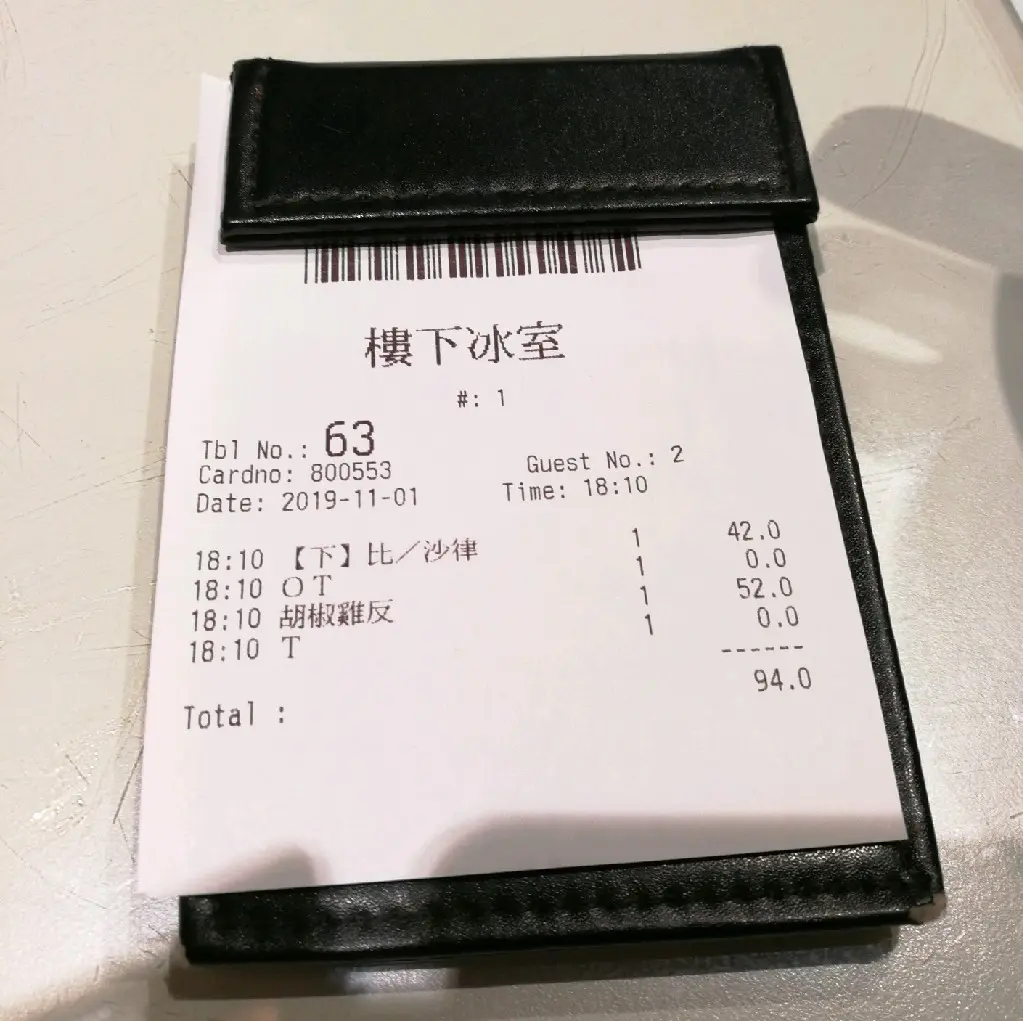 樓下冰室
#: 1
Tbl No.: 63
Cardno: 800553 Guest No.: 2
Date: 2019-11-01 Time: 18:10
18:10 【下】比／沙律 1 42.0
18:10 ＯＴ 1 0.0
18:10 胡椒雞反 1 52.0
18:10 Ｔ 1 0.0
------
94.0
Total :